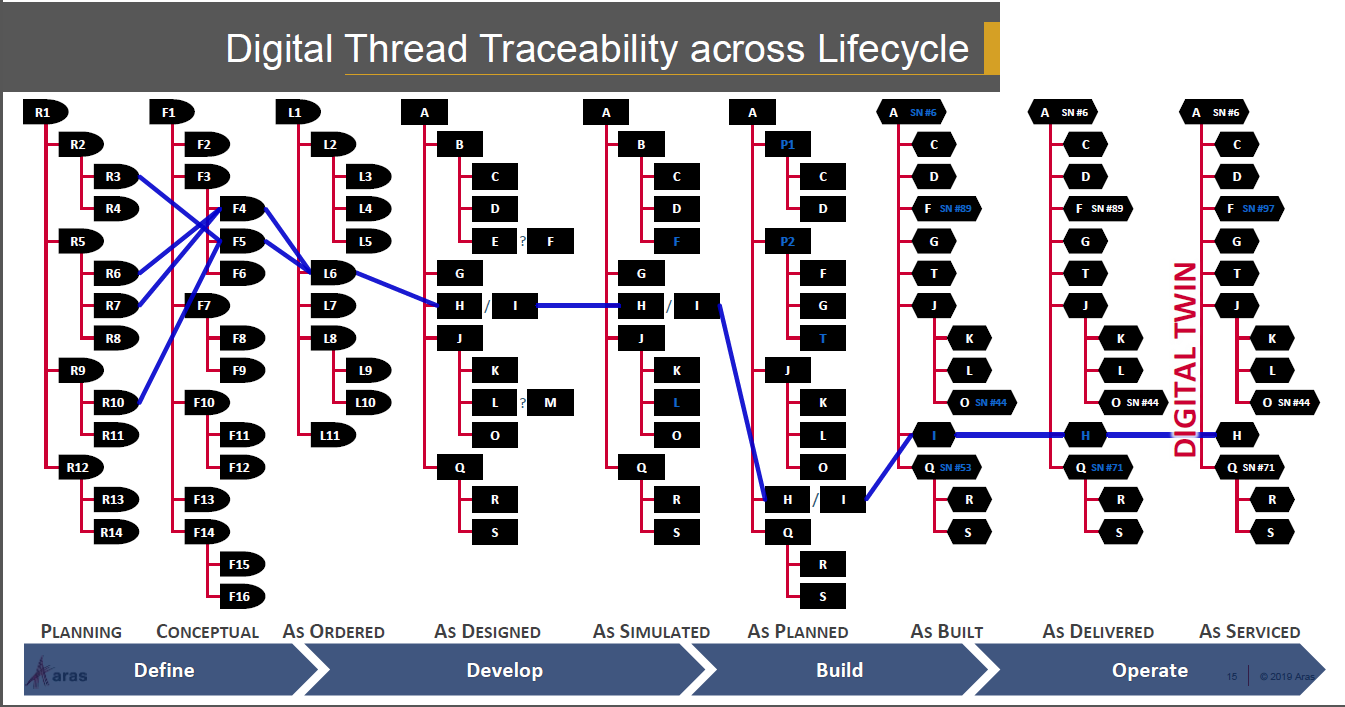 Digital Thread Traceability across Lifecycle
R1 F1 L1 A A A A SN #6 A SN #6 A SN #6
R2 F2 L2 B B P1 C C C
R3 F3 L3 C C C D D D
R4 F4 L4 D D D F SN #89 F SN #89 F SN #97
R5 F5 L5 E ? F F P2 G G G
R6 F6 L6 G G F T T T
R7 F7 L7 H / I H / I G J J J
R8 F8 L8 J J T K K K
R9 F9 L9 K K J L L L
R10 F10 L10 L ? M L K O SN #44 O SN #44 O SN #44
R11 F11 L11 O O L I H H
R12 F12 Q Q O Q SN #53 Q SN #71 Q SN #71
R13 F13 R R H / I R R R
R14 F14 S S Q S S S
F15 R
F16 S
DIGITAL TWIN
PLANNING CONCEPTUAL AS ORDERED AS DESIGNED AS SIMULATED AS PLANNED AS BUILT AS DELIVERED AS SERVICED
Define Develop Build Operate
aras 15 © 2019 Aras